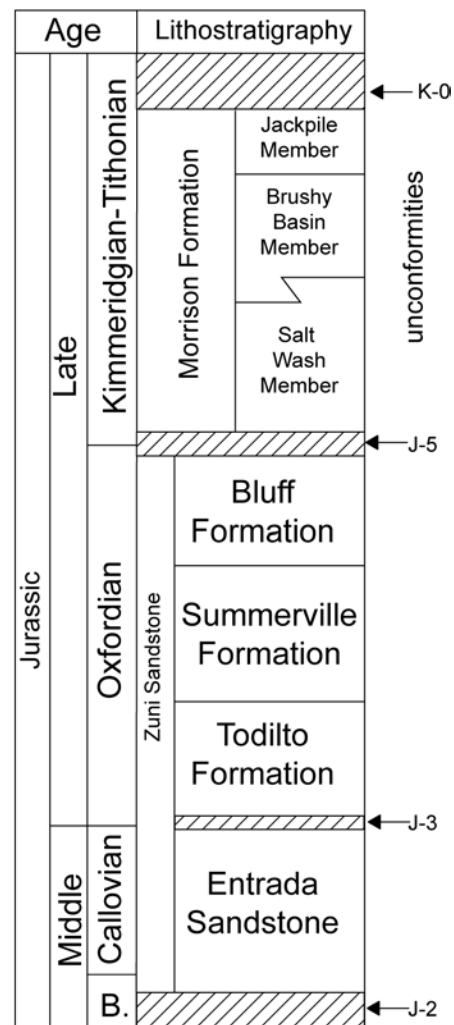 Age
Lithostratigraphy
Jurassic
Late
Middle
Kimmeridgian-Tithonian
Oxfordian
Callovian
B.
Morrison Formation
Jackpile
Member
Brushy
Basin
Member
Salt
Wash
Member
Zuni Sandstone
Bluff
Formation
Summerville
Formation
Todilto
Formation
Entrada
Sandstone
K-0
unconformities
J-5
J-3
J-2